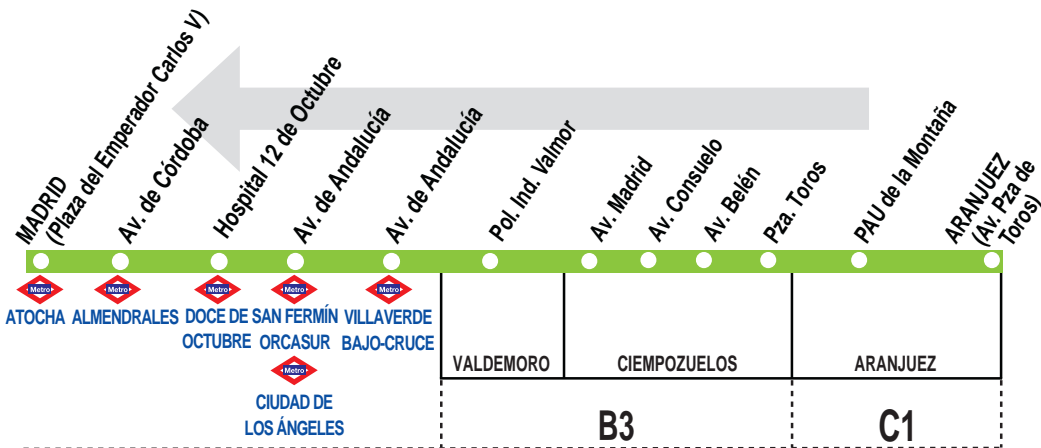 MADRID
(Plaza del Emperador Carlos V)
Av. de Córdoba
Hospital 12 de Octubre
Av. de Andalucía
Av. de Andalucía
Pol. Ind. Valmor
Av. Madrid
Av. Consuelo
Av. Belén
Pza. Toros
PAU de la Montaña
ARANJUEZ
(Av. Pza de
Toros)
Metro
Metro
Metro
Metro
Metro
ATOCHA
ALMENDRALES
DOCE DE
OCTUBRE
SAN FERMÍN
ORCASUR
VILLAVERDE
BAJO-CRUCE
Metro
CIUDAD DE
LOS ÁNGELES
VALDEMORO
CIEMPOZUELOS
ARANJUEZ
B3
C1